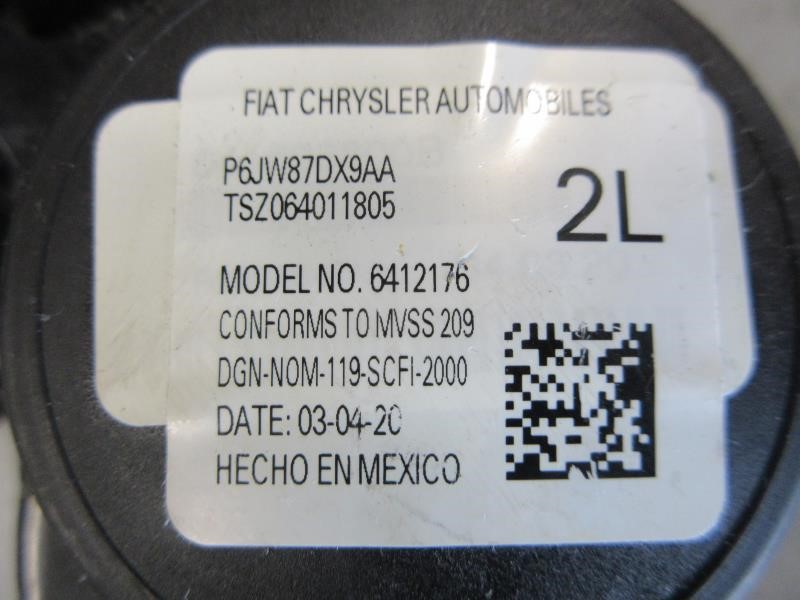 FIAT CHRYSLER AUTOMOBILES
P6JW87DX9AA
TSZ064011805
2L
MODEL NO. 6412176
CONFORMS TO MVSS 209
DGN-NOM-119-SCFI-2000
DATE: 03-04-20
HECHO EN MEXICO